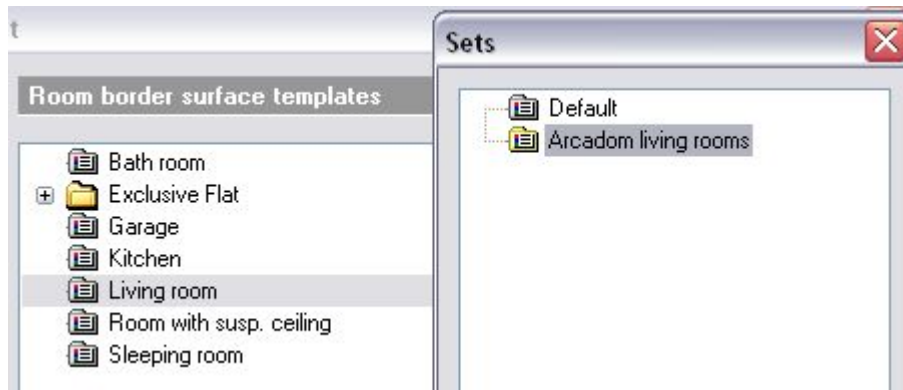 t
Room border surface templates
Bath room
Exclusive Flat
Garage
Kitchen
Living room
Room with susp. ceiling
Sleeping room
Sets
Default
Arcadom living rooms